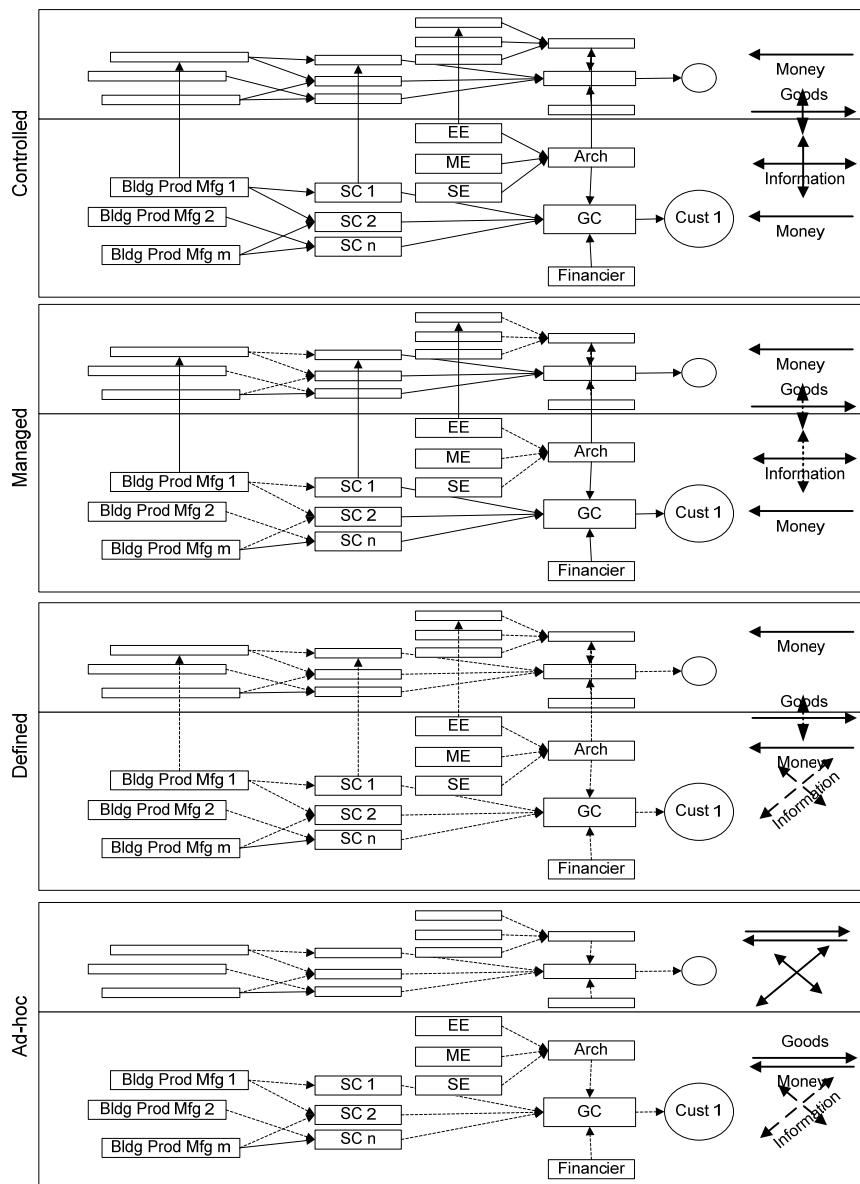 Controlled
Money
Goods
EE
ME
SE
Arch
Bldg Prod Mfg 1
Bldg Prod Mfg 2
Bldg Prod Mfg m
SC 1
SC 2
SC n
GC
Cust 1
Financier
Information
Money
Managed
Money
Goods
EE
ME
SE
Arch
Bldg Prod Mfg 1
Bldg Prod Mfg 2
Bldg Prod Mfg m
SC 1
SC 2
SC n
GC
Cust 1
Financier
Information
Money
Defined
Money
Goods
EE
ME
SE
Arch
Bldg Prod Mfg 1
Bldg Prod Mfg 2
Bldg Prod Mfg m
SC 1
SC 2
SC n
GC
Cust 1
Financier
Money
Information
Ad-hoc
EE
ME
SE
Arch
Bldg Prod Mfg 1
Bldg Prod Mfg 2
Bldg Prod Mfg m
SC 1
SC 2
SC n
GC
Cust 1
Financier
Goods
Money
Information